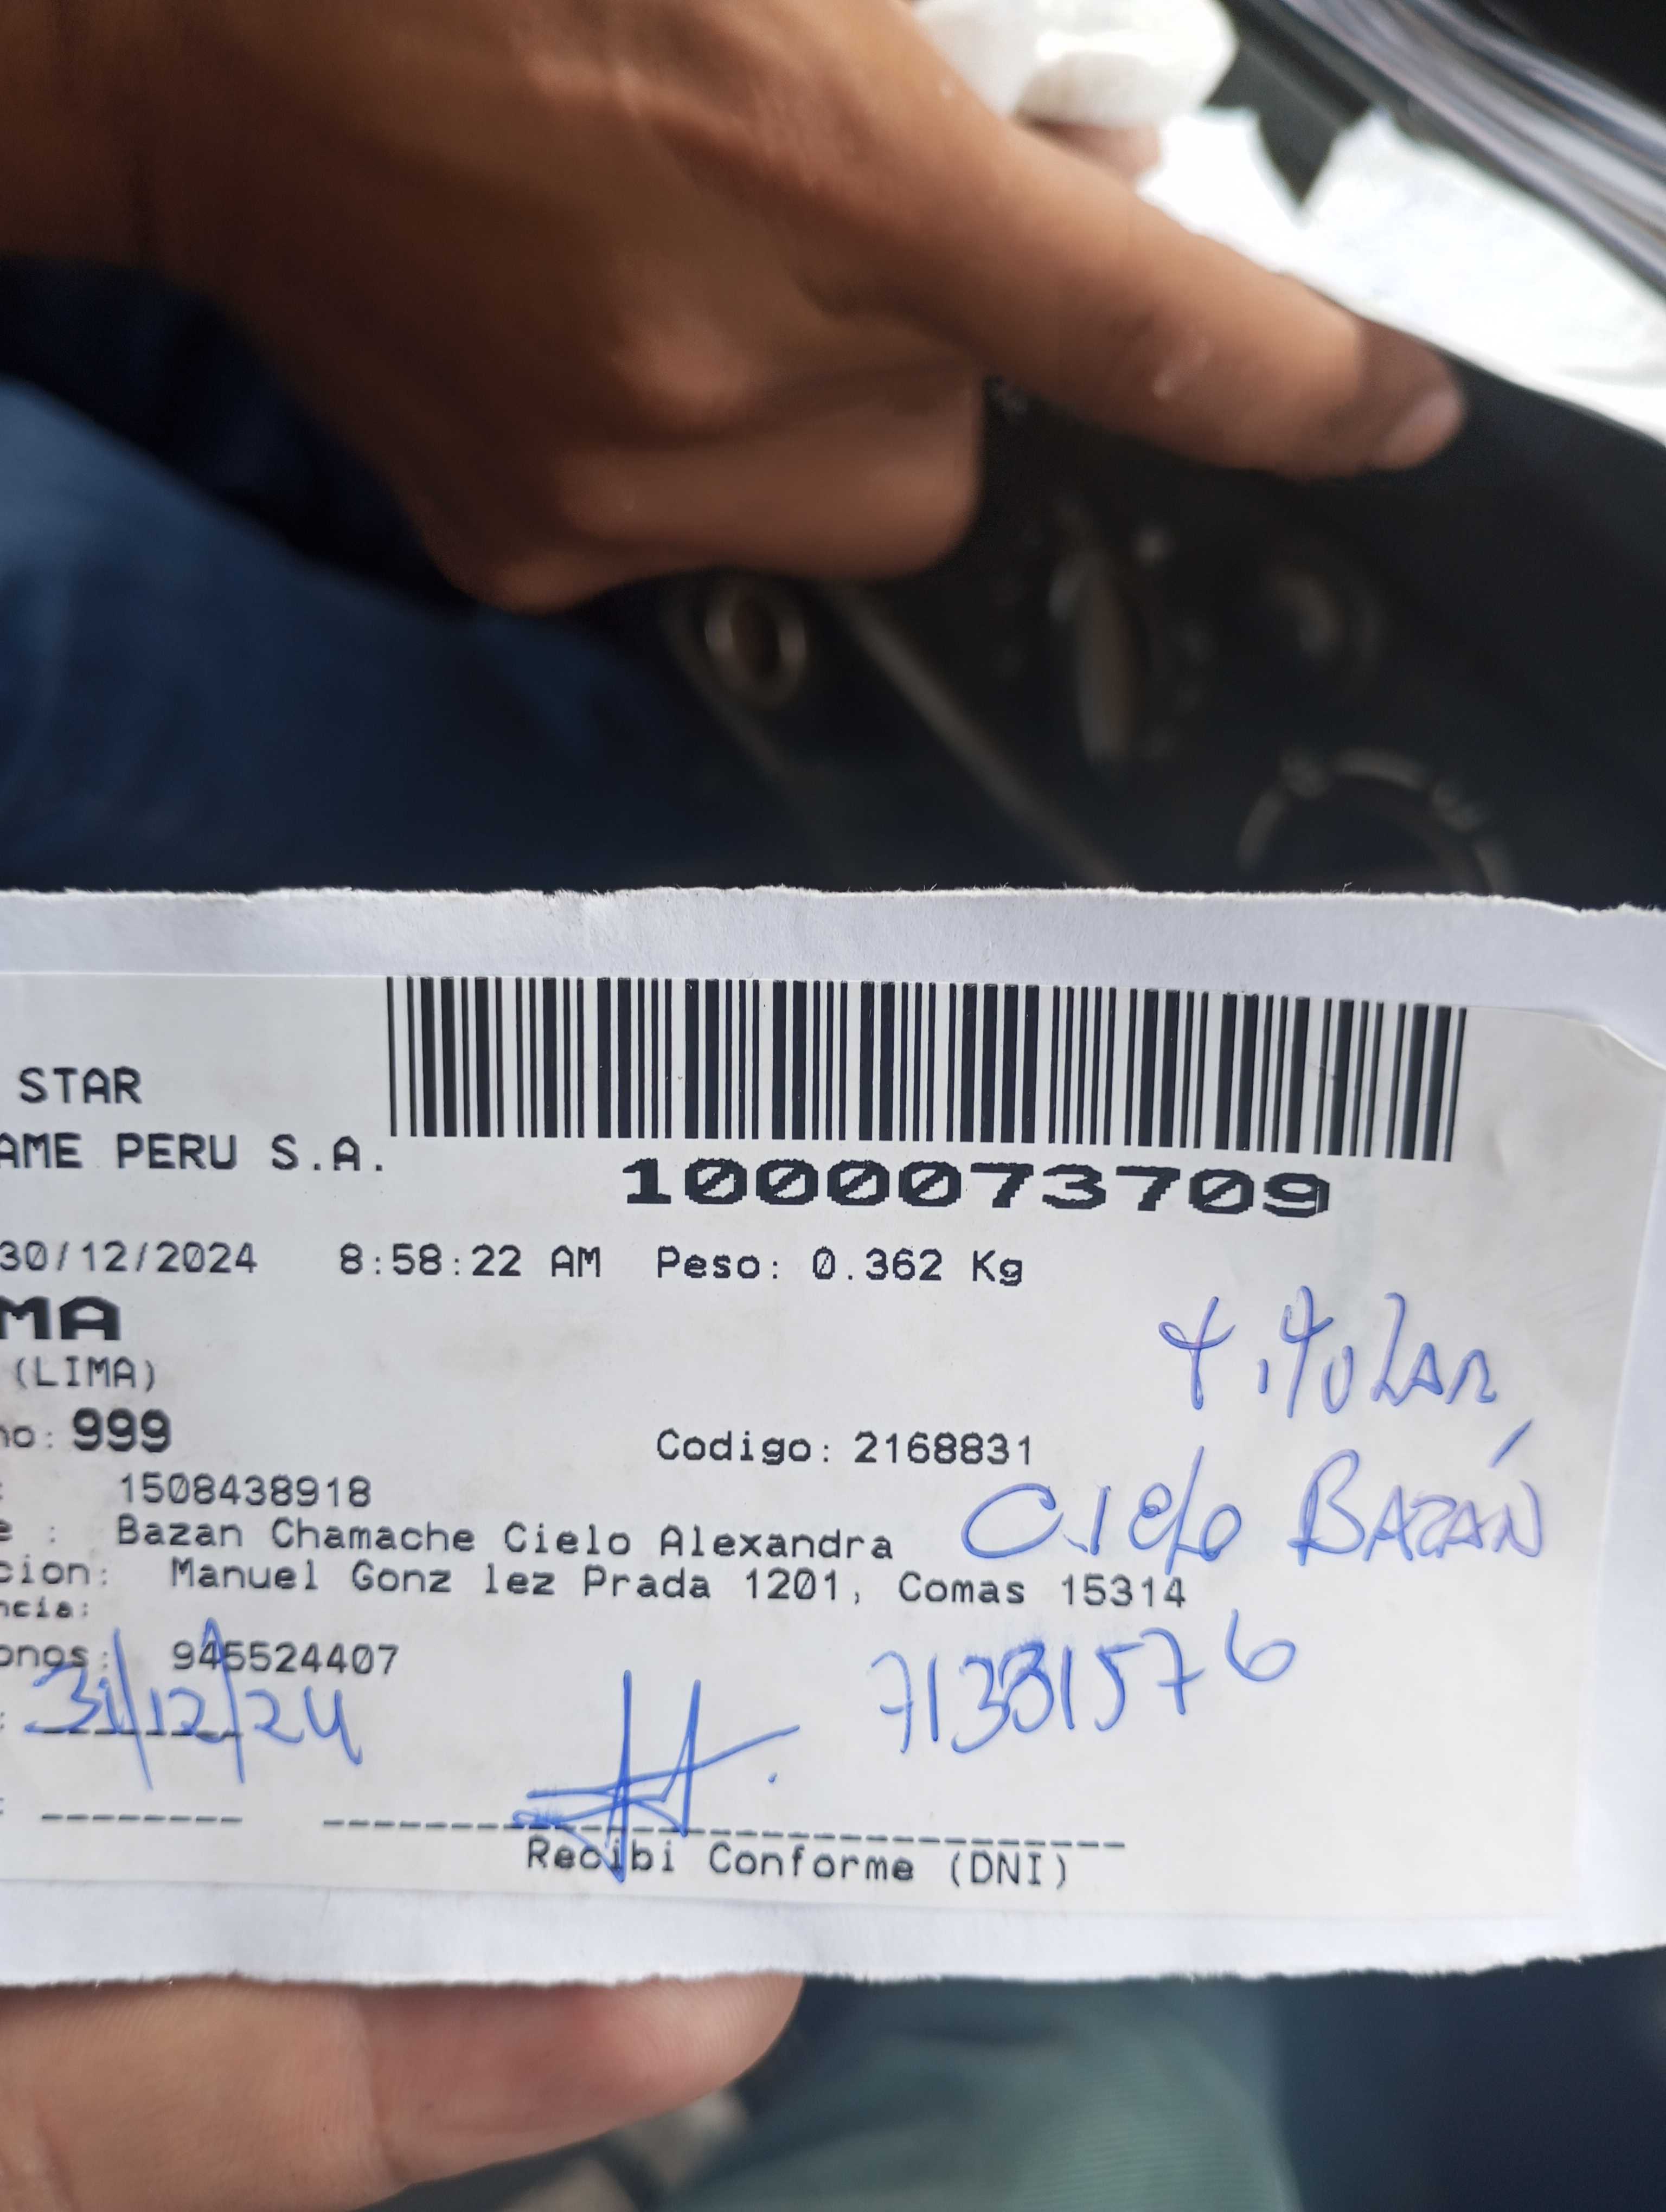 STAR
AME PERU S.A.
1000073709
30/12/2024 8:58:22 AM Peso: 0.362 Kg
MA
(LIMA)
no: 999 Codigo: 2168831
titular
: 1508438918
e : Bazan Chamache Cielo Alexandra
Cielo BAZÁN
cion: Manuel Gonz lez Prada 1201, Comas 15314
ncia:
onos: 945524407
71331576
: 31/12/24
: -------- --------------------------------
Recibi Conforme (DNI)